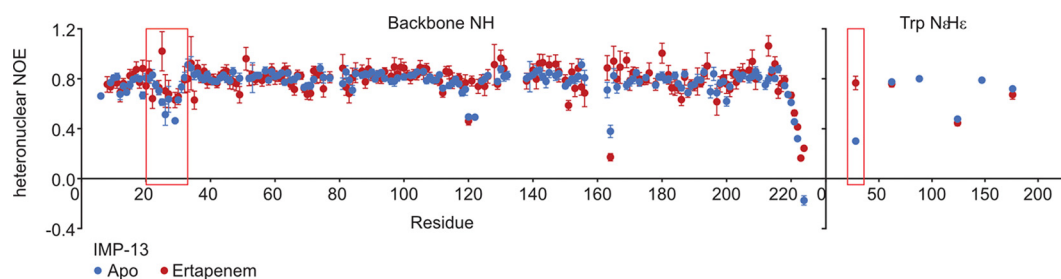 Backbone NH
Trp NεHε
heteronuclear NOE
1.2
0.8
0.4
0.0
-0.4
0 20 40 60 80 100 120 140 160 180 200 220 0 50 100 150 200
Residue
IMP-13
Apo Ertapenem